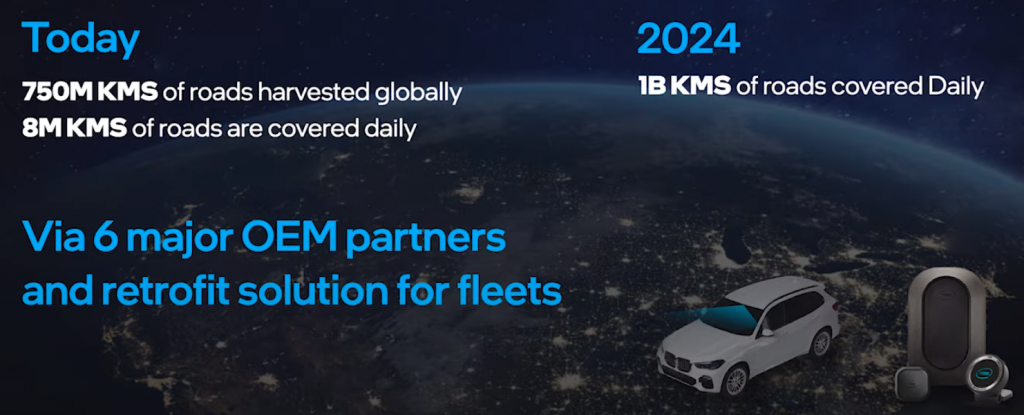 Today
750M KMS of roads harvested globally
8M KMS of roads are covered daily
2024
1B KMS of roads covered Daily
Via 6 major OEM partners
and retrofit solution for fleets